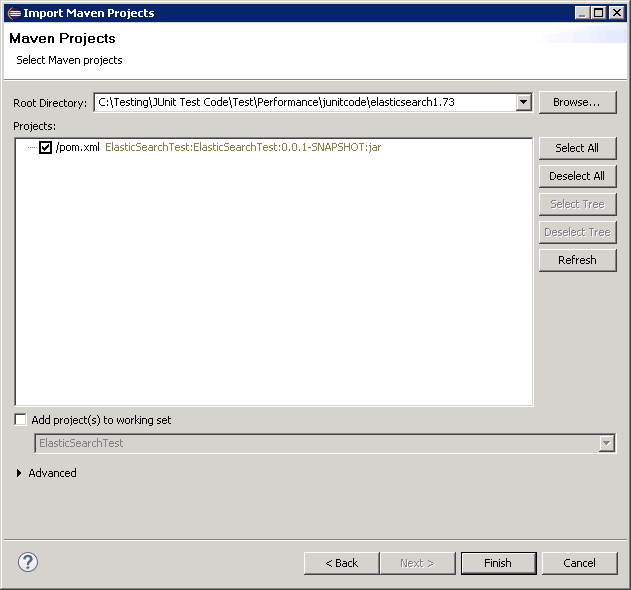 Import Maven Projects
Maven Projects
Select Maven projects
Root Directory: C:\Testing\JUnit Test Code\Test\Performance\junitcode\elasticsearch1.73 Browse...
Projects:
/pom.xml ElasticSearchTest:ElasticSearchTest:0.0.1-SNAPSHOT:jar
Select All
Deselect All
Select Tree
Deselect Tree
Refresh
Add project(s) to working set
ElasticSearchTest
Advanced
? < Back Next > Finish Cancel